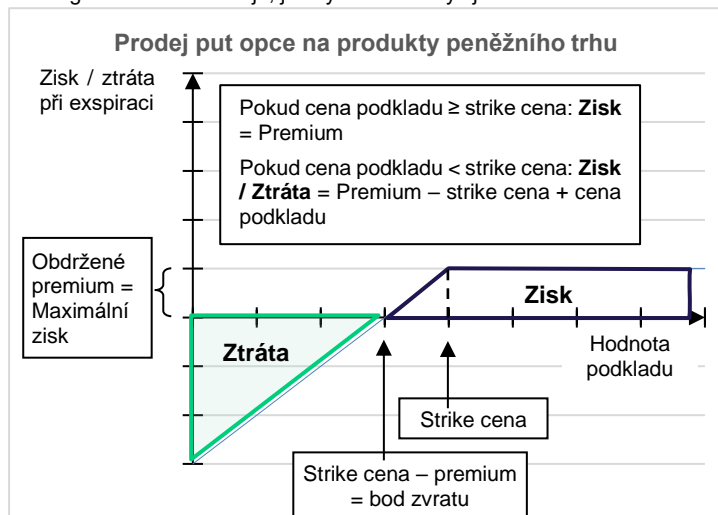 Prodej put opce na produkty peněžního trhu
Zisk / ztráta
při exspiraci
Pokud cena podkladu ≥ strike cena: Zisk
= Premium
Pokud cena podkladu < strike cena: Zisk
/ Ztráta = Premium – strike cena + cena
podkladu
Obdržené
premium =
Maximální
zisk
Zisk
Ztráta
Hodnota
podkladu
Strike cena
Strike cena – premium
= bod zvratu